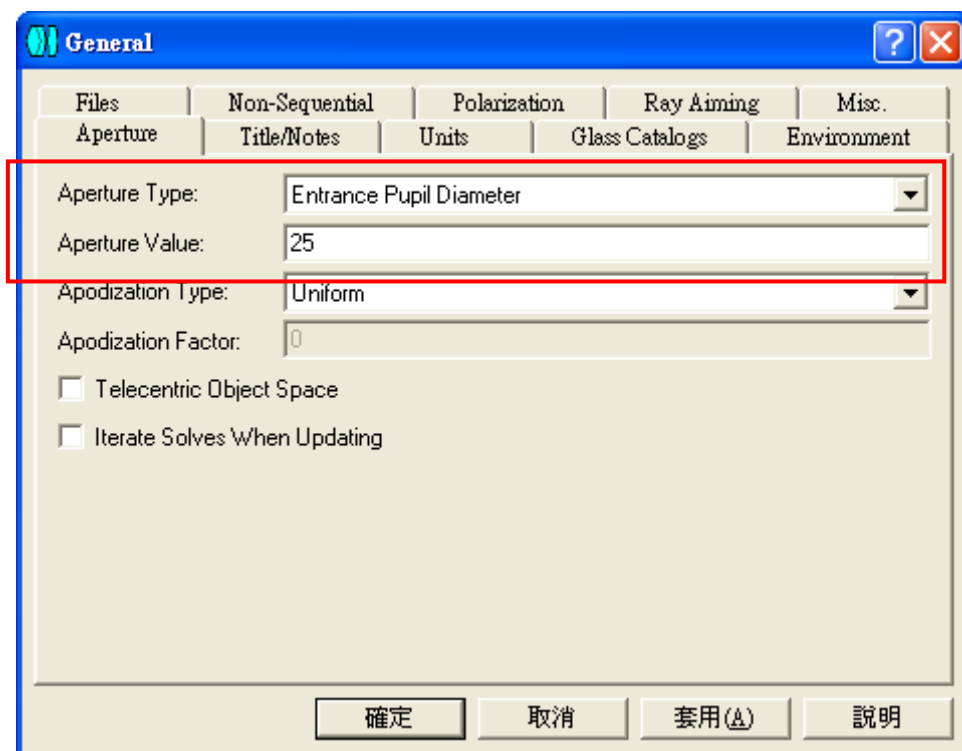 General
Files Non-Sequential Polarization Ray Aiming Misc.
Aperture Title/Notes Units Glass Catalogs Environment
Aperture Type: Entrance Pupil Diameter
Aperture Value: 25
Apodization Type: Uniform
Apodization Factor: 0
Telecentric Object Space
Iterate Solves When Updating
確定 取消 套用(A) 說明